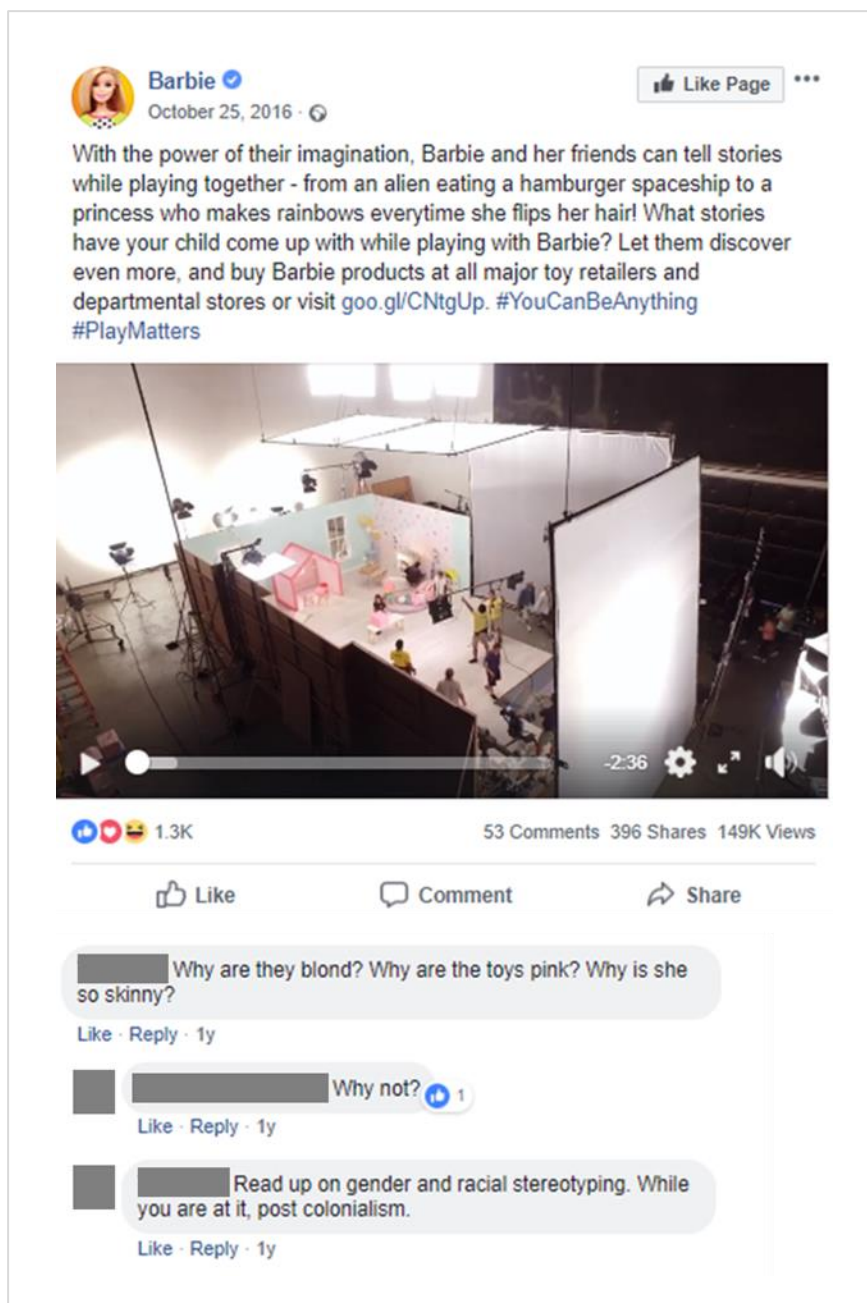 Barbie
Like Page
October 25, 2016
With the power of their imagination, Barbie and her friends can tell stories
while playing together - from an alien eating a hamburger spaceship to a
princess who makes rainbows everytime she flips her hair! What stories
have your child come up with while playing with Barbie? Let them discover
even more, and buy Barbie products at all major toy retailers and
departmental stores or visit goo.gl/CNtgUp. #YouCanBeAnything
#PlayMatters
-2:36
1.3K 53 Comments 396 Shares 149K Views
Like Comment Share
Why are they blond? Why are the toys pink? Why is she
so skinny?
Like · Reply · 1y
Why not? 1
Like · Reply · 1y
Read up on gender and racial stereotyping. While
you are at it, post colonialism.
Like · Reply · 1y